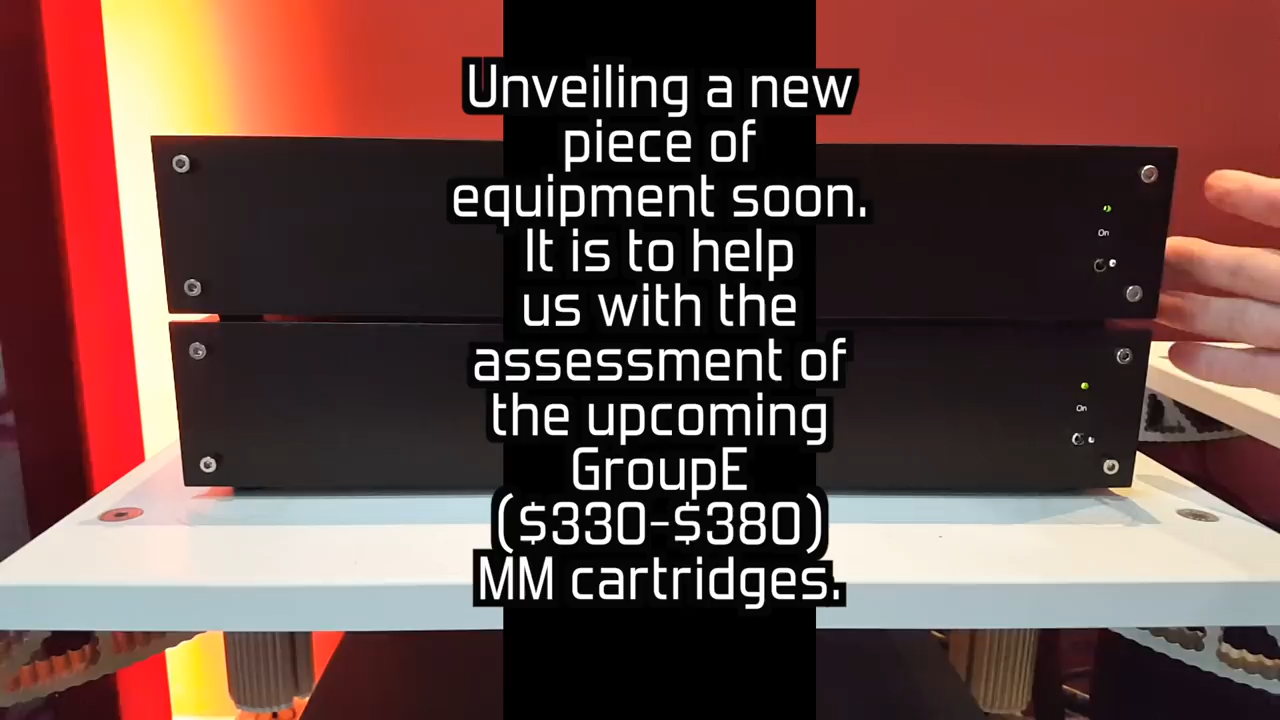 Unveiling a new
piece of
equipment soon.
It is to help
us with the
assessment of
the upcoming
GroupE
($330-$380)
MM cartridges.
On
On